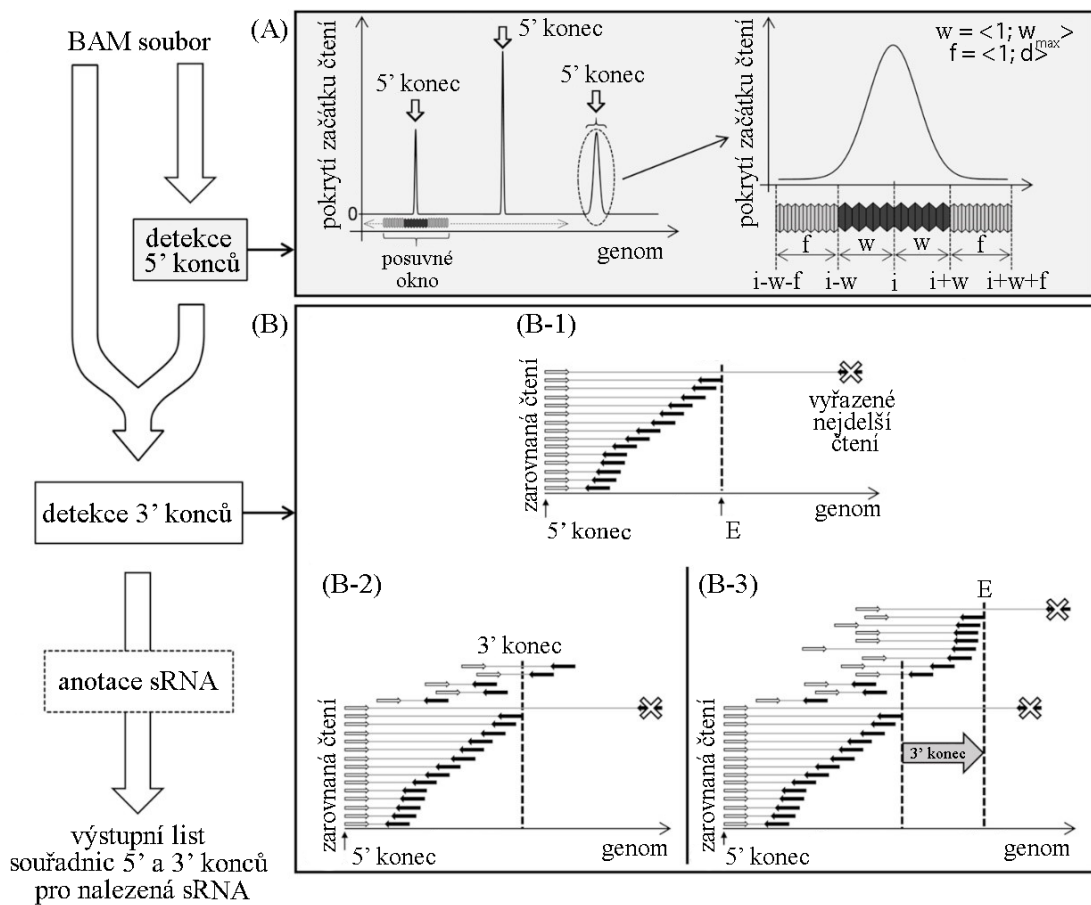 BAM soubor
detekce
5’ konců
detekce 3’ konců
anotace sRNA
výstupní list
souřadnic 5’ a 3’ konců
pro nalezená sRNA
(A)
pokrytí začátku čtení
5’ konec
5’ konec
5’ konec
0
genom
posuvné
okno
pokrytí začátku čtení
w = <1; wmax>
f = <1; d>
f
w
w
f
i-w-f
i-w
i
i+w
i+w+f
(B)
(B-1)
zarovnaná čtení
vyřazené
nejdelší
čtení
genom
5’ konec
E
(B-2)
zarovnaná čtení
3’ konec
genom
5’ konec
(B-3)
zarovnaná čtení
E
3’ konec
genom
5’ konec